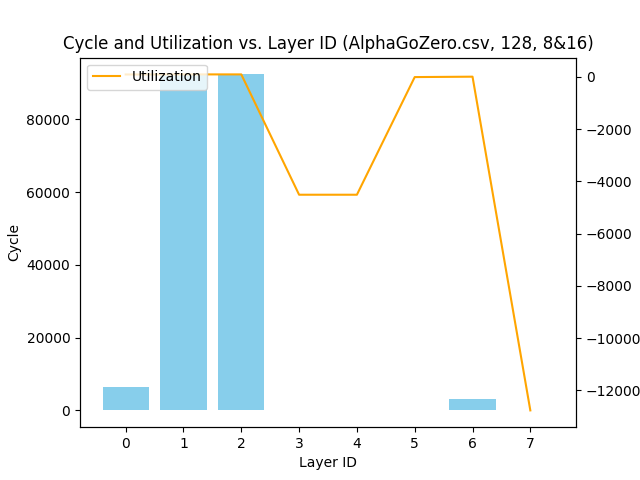 Cycle and Utilization vs. Layer ID (AlphaGoZero.csv, 128, 8&16)
Utilization
Cycle
80000
60000
40000
20000
0
0
−2000
−4000
−6000
−8000
−10000
−12000
0 1 2 3 4 5 6 7
Layer ID